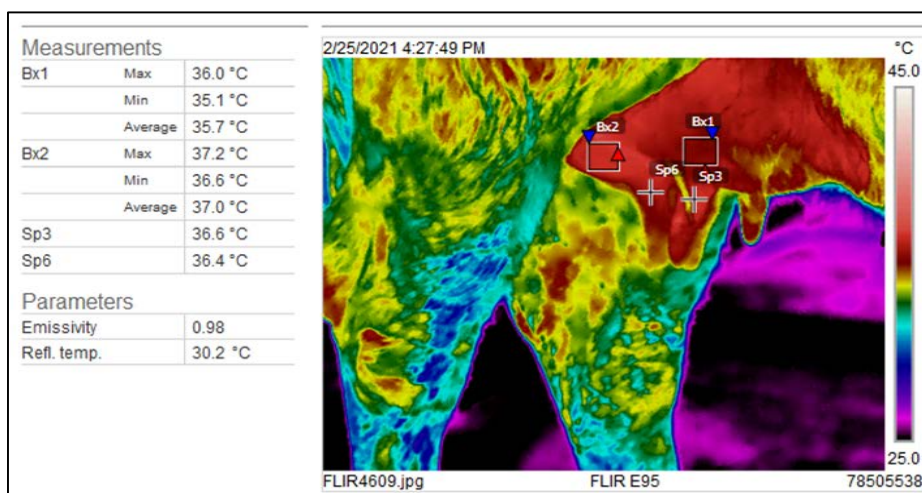 Measurements
Bx1 Max 36.0 °C
Min 35.1 °C
Average 35.7 °C
Bx2 Max 37.2 °C
Min 36.6 °C
Average 37.0 °C
Sp3 36.6 °C
Sp6 36.4 °C
Parameters
Emissivity 0.98
Refl. temp. 30.2 °C
2/25/2021 4:27:49 PM °C
45.0
Bx2 Bx1
Sp6 Sp3
25.0
FLIR4609.jpg FLIR E95 78505538